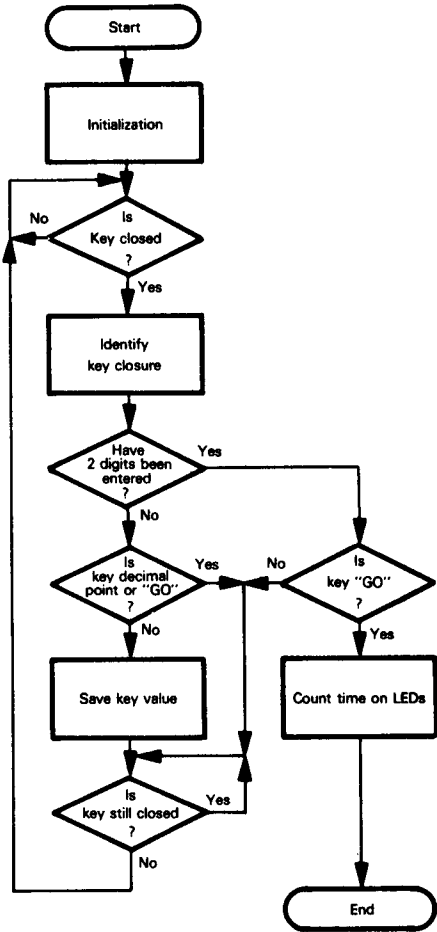 Start
Initialization
Is
Key closed
?
No
Yes
Identify
key closure
Have
2 digits been
entered
?
Yes
No
Is
key decimal
point or "GO"
?
Yes
No
No
Is
key "GO"
?
Yes
Save key value
Count time on LEDs
Is
key still closed
?
Yes
No
End